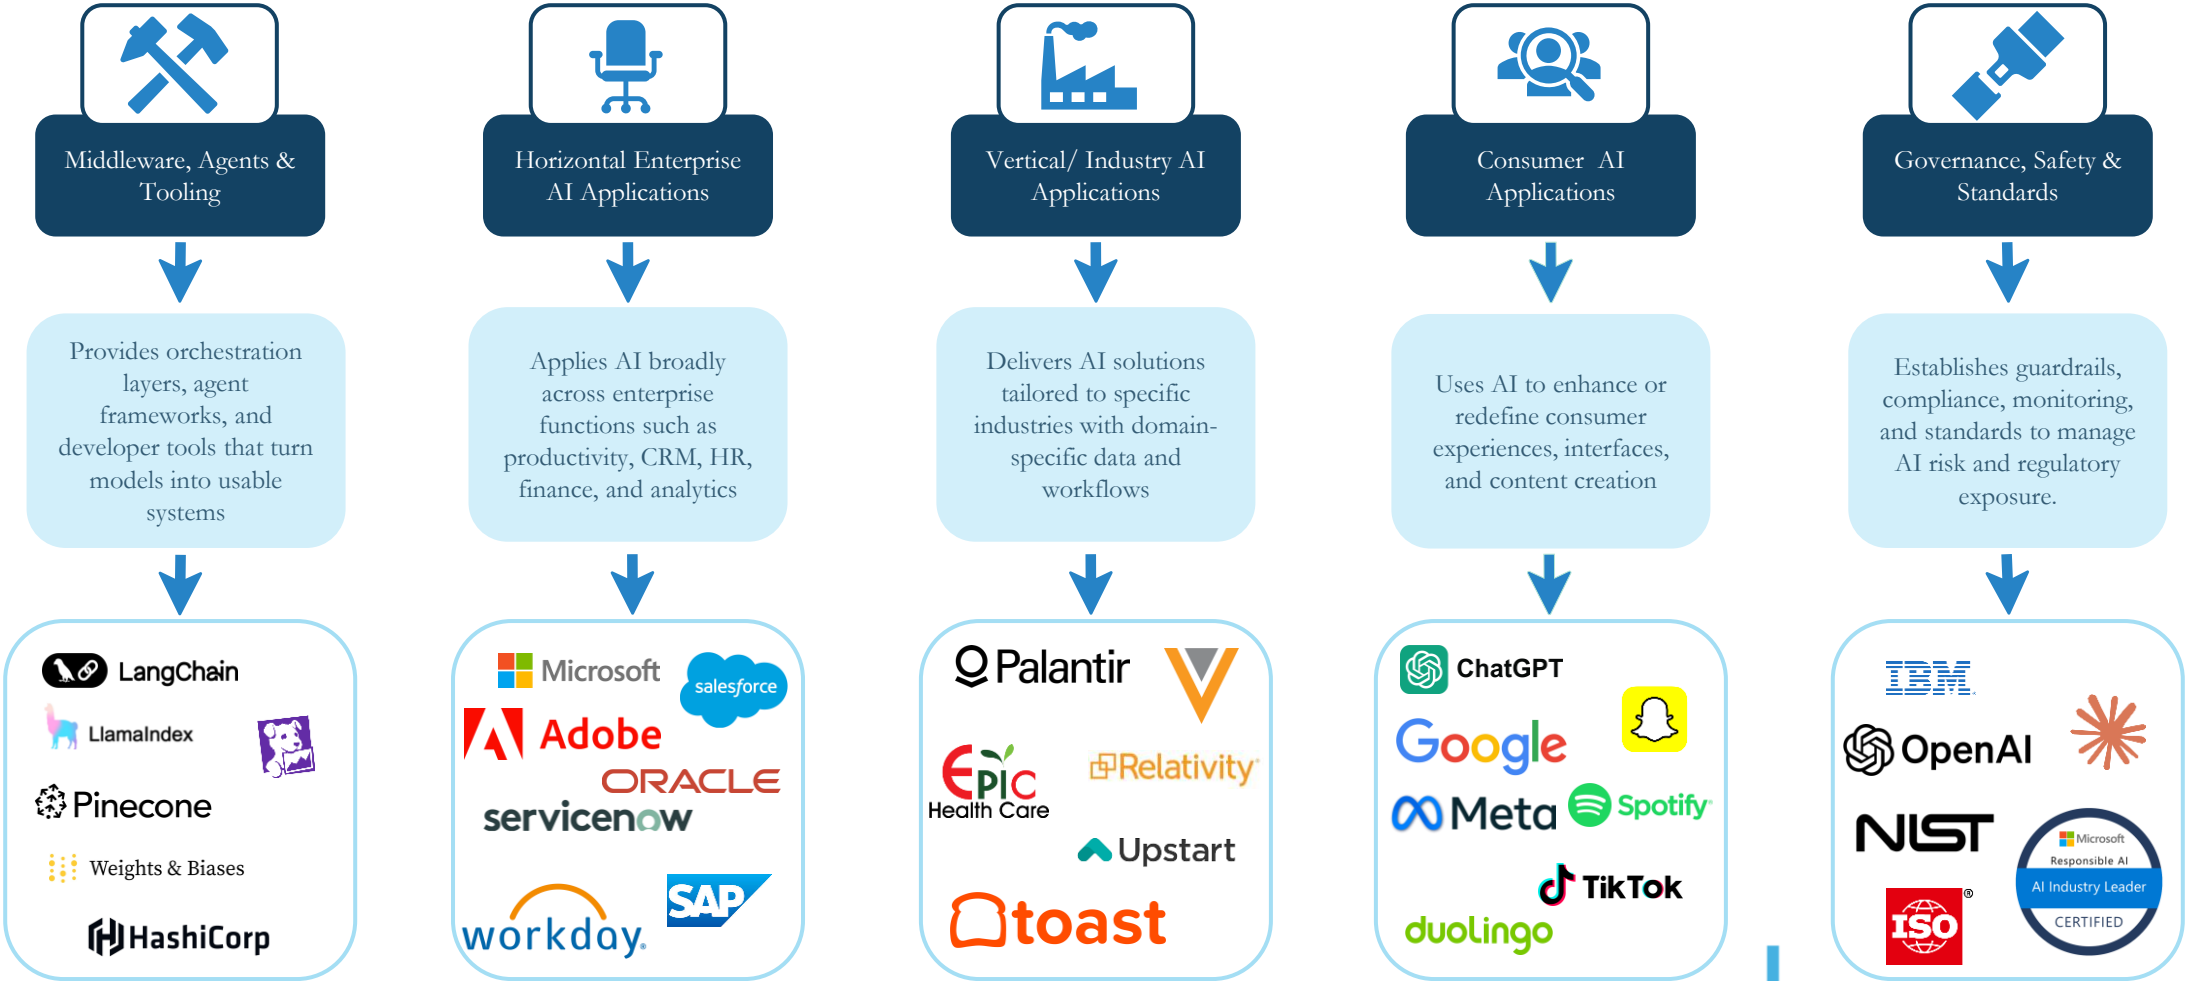 Middleware, Agents &
Tooling
Provides orchestration
layers, agent
frameworks, and
developer tools that turn
models into usable
systems
LangChain
LlamaIndex
Pinecone
Weights & Biases
HashiCorp
Horizontal Enterprise
AI Applications
Applies AI broadly
across enterprise
functions such as
productivity, CRM, HR,
finance, and analytics
Microsoft
salesforce
Adobe
ORACLE
servicenow
workday®
SAP
Vertical/ Industry AI
Applications
Delivers AI solutions
tailored to specific
industries with domain-
specific data and
workflows
Palantir
Epic
Health Care
Relativity®
Upstart
toast
Consumer AI
Applications
Uses AI to enhance or
redefine consumer
experiences, interfaces,
and content creation
ChatGPT
Google
Meta
Spotify®
TikTok
duolingo
Governance, Safety &
Standards
Establishes guardrails,
compliance, monitoring,
and standards to manage
AI risk and regulatory
exposure.
IBM®
OpenAI
NIST
Microsoft
Responsible AI
AI Industry Leader
CERTIFIED
ISO®